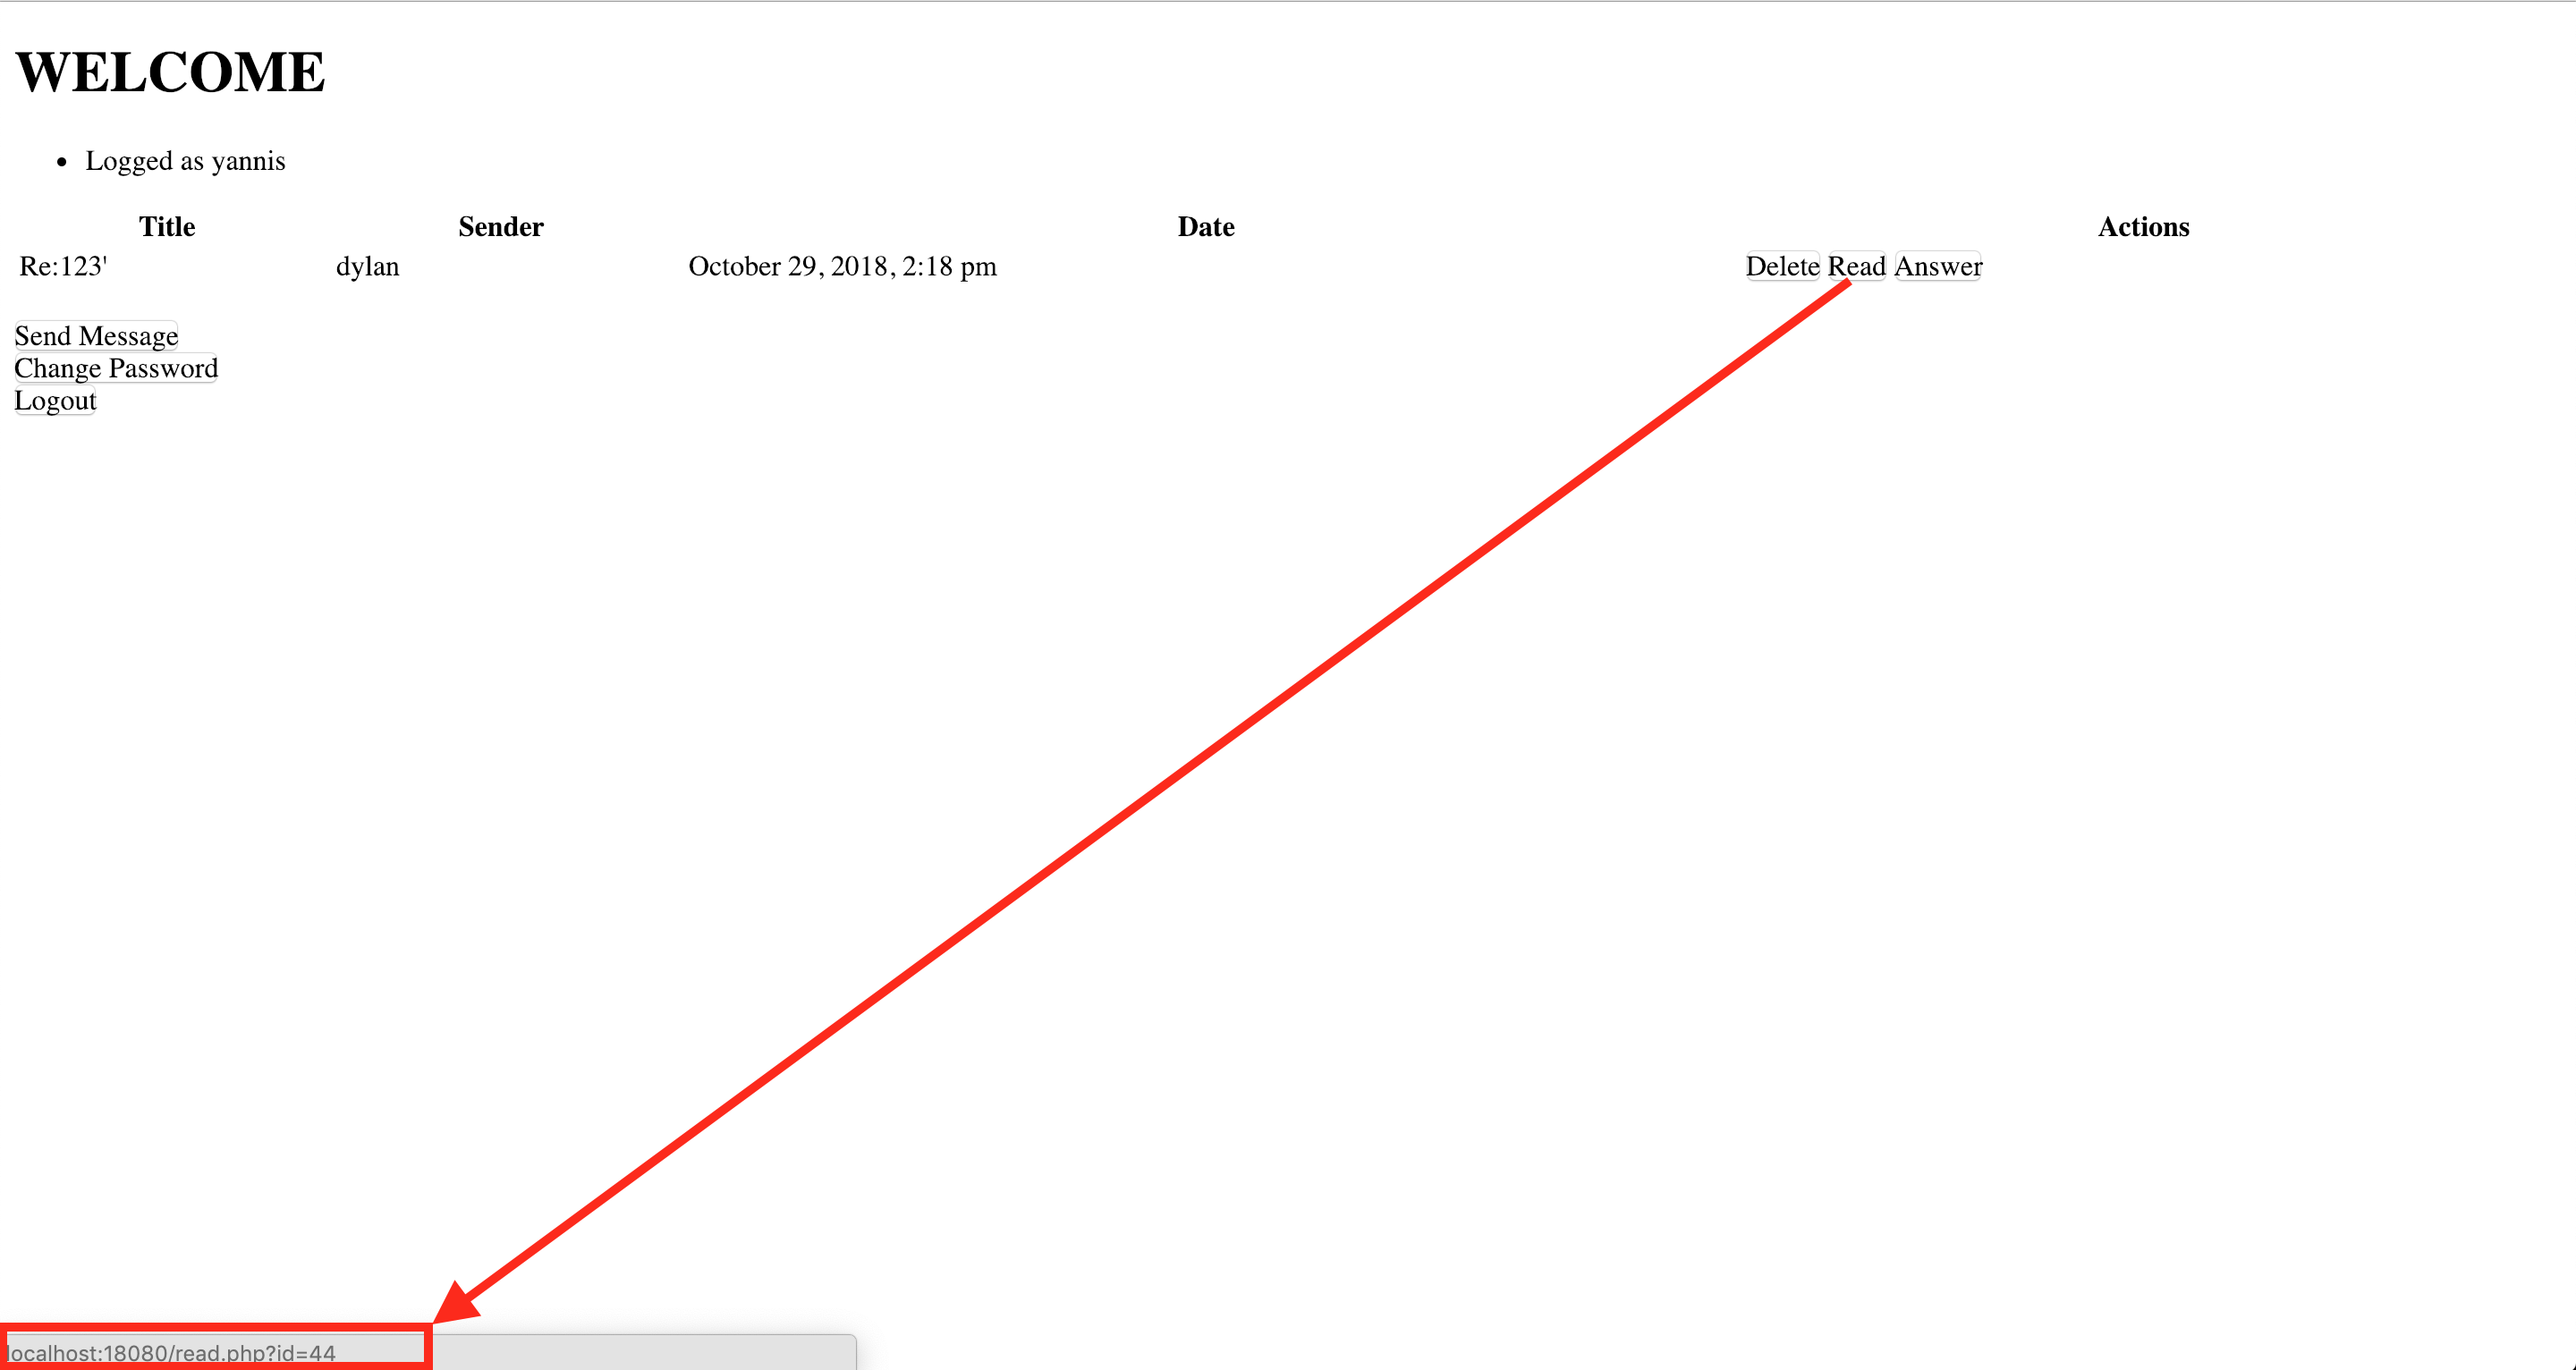 WELCOME
• Logged as yannis
Title Sender Date Actions
Re:123' dylan October 29, 2018, 2:18 pm Delete Read Answer
Send Message
Change Password
Logout
localhost:18080/read.php?id=44